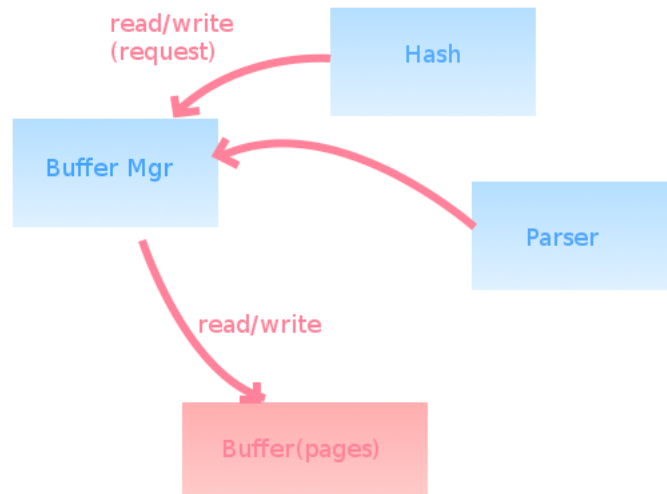 read/write
(request)
Hash
Buffer Mgr
Parser
read/write
Buffer(pages)